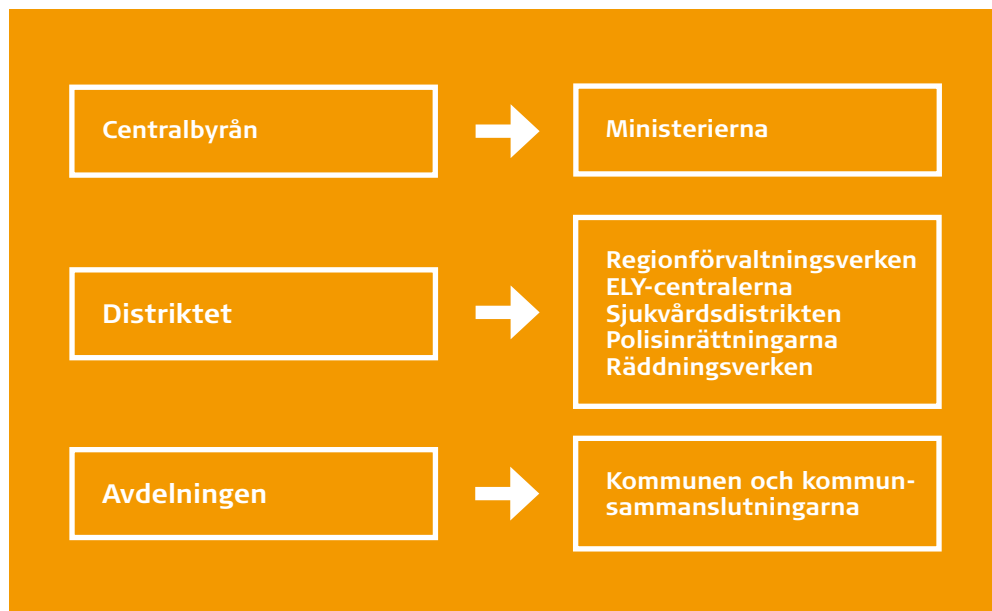 Centralbyrån
Ministerierna
Distriktet
Regionförvaltningsverken
ELY-centralerna
Sjukvårdsdistrikten
Polisinrättningarna
Räddningsverken
Avdelningen
Kommunen och kommun-
sammanslutningarna